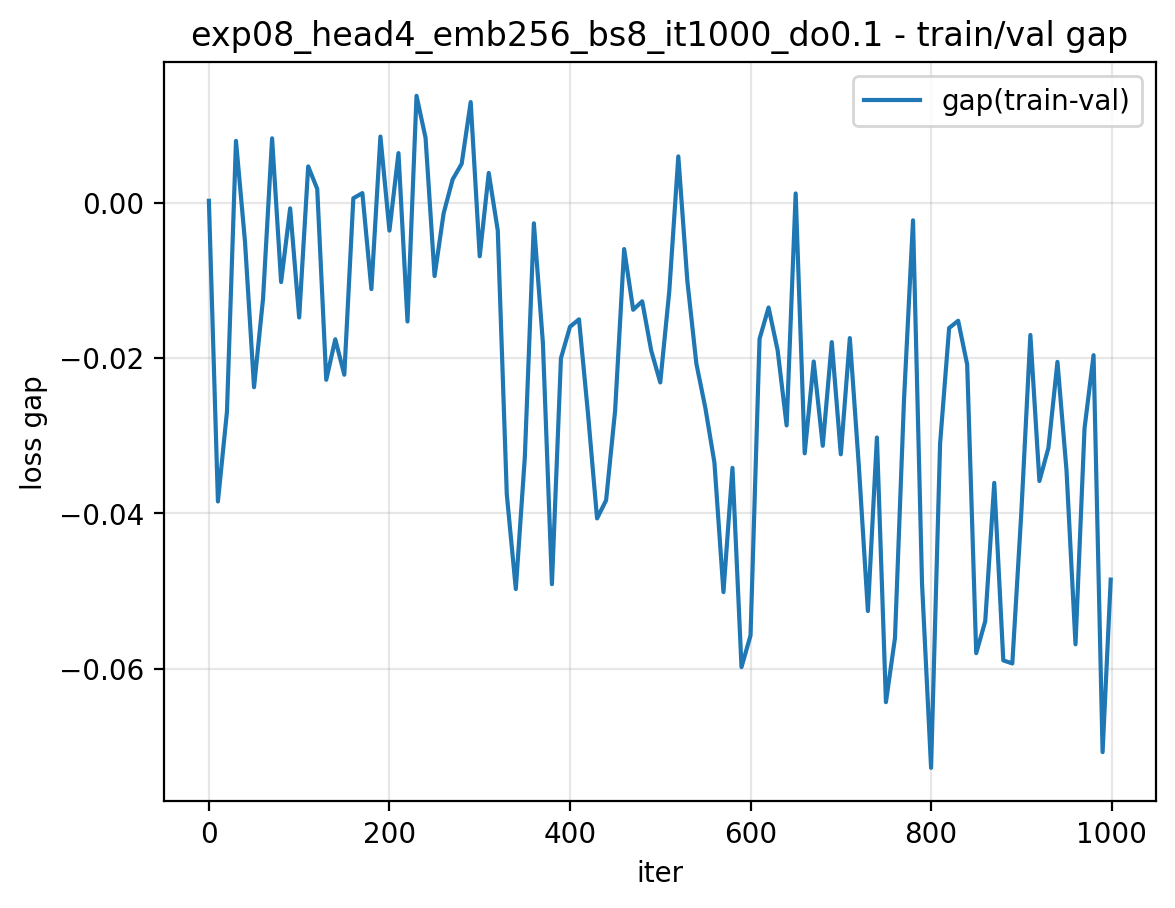 exp08_head4_emb256_bs8_it1000_do0.1 - train/val gap
gap(train-val)
0.00
−0.02
−0.04
−0.06
loss gap
0 200 400 600 800 1000
iter